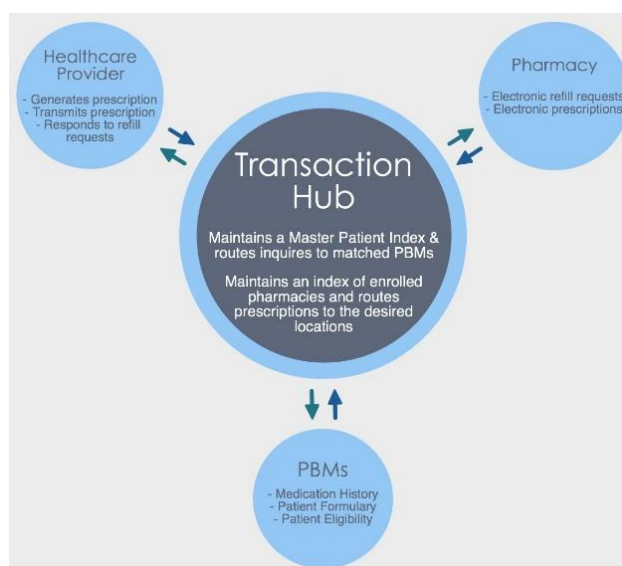 Healthcare
Provider
- Generates prescription
- Transmits prescription
- Responds to refill
requests
Pharmacy
- Electronic refill requests
- Electronic prescriptions
Transaction
Hub
Maintains a Master Patient Index &
routes inquires to matched PBMs
Maintains an index of enrolled
pharmacies and routes
prescriptions to the desired
locations
PBMs
- Medication History
- Patient Formulary
- Patient Eligibility